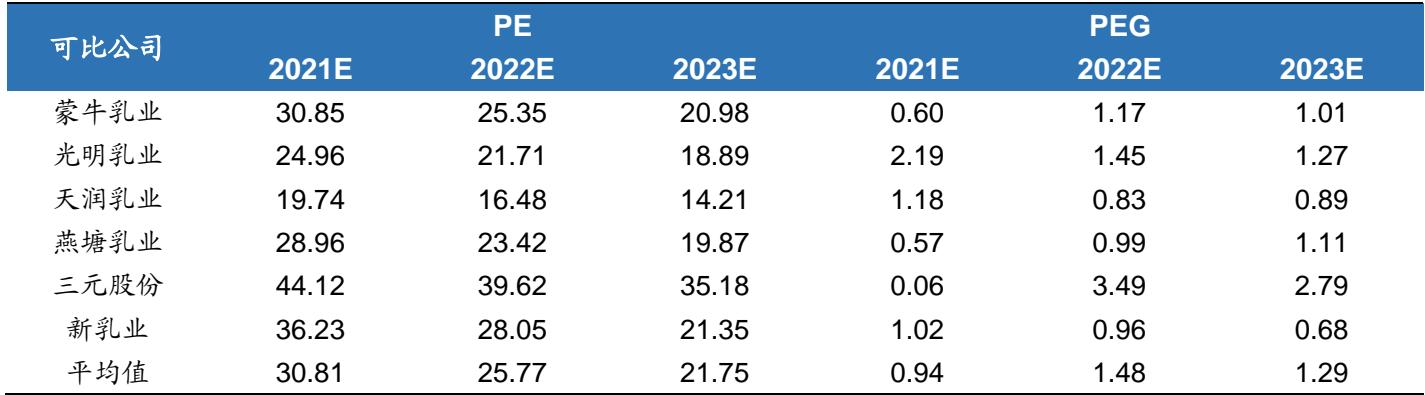 可比公司 PE PEG
2021E 2022E 2023E 2021E 2022E 2023E
蒙牛乳业 30.85 25.35 20.98 0.60 1.17 1.01
光明乳业 24.96 21.71 18.89 2.19 1.45 1.27
天润乳业 19.74 16.48 14.21 1.18 0.83 0.89
燕塘乳业 28.96 23.42 19.87 0.57 0.99 1.11
三元股份 44.12 39.62 35.18 0.06 3.49 2.79
新乳业 36.23 28.05 21.35 1.02 0.96 0.68
平均值 30.81 25.77 21.75 0.94 1.48 1.29